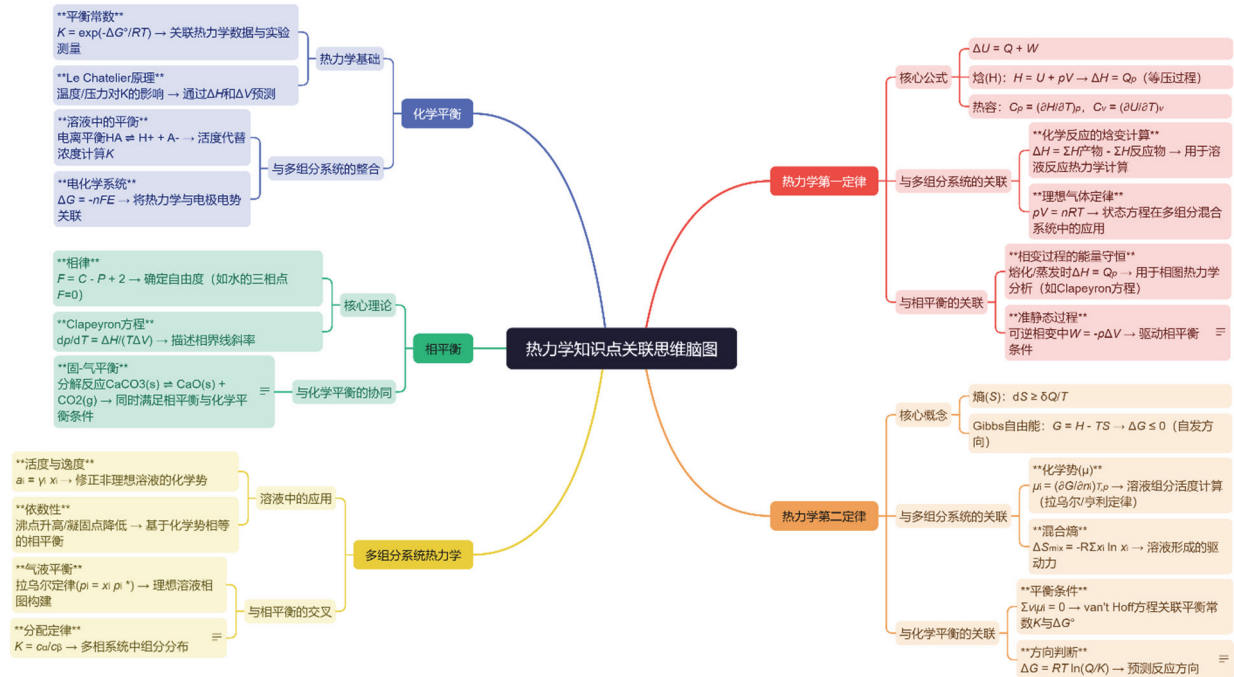 热力学知识点关联思维脑图
热力学第一定律
核心公式
ΔU = Q + W
焓(H)：H = U + pV → ΔH = Qₚ（等压过程）
热容：Cₚ = (∂H/∂T)ₚ，Cᵥ = (∂U/∂T)ᵥ
与多组分系统的关联
**化学反应的焓变计算**
ΔH = ΣH产物 - ΣH反应物 → 用于溶
液反应热力学计算
**理想气体定律**
pV = nRT → 状态方程在多组分混合
系统中的应用
与相平衡的关联
**相变过程的能量守恒**
熔化/蒸发时ΔH = Qₚ → 用于相图热力学
分析（如Clapeyron方程）
**准静态过程**
可逆相变中W = -pΔV → 驱动相平衡
条件
热力学第二定律
核心概念
熵(S)：dS ≥ δQ/T
Gibbs自由能：G = H - TS → ΔG ≤ 0（自发方
向）
与多组分系统的关联
**化学势(μ)**
μᵢ = (∂G/∂nᵢ)T,p → 溶液组分活度计算
（拉乌尔/亨利定律）
**混合熵**
ΔSmix = -RΣxᵢ ln xᵢ → 溶液形成的驱
动力
与化学平衡的关联
**平衡条件**
Σνᵢμᵢ = 0 → van't Hoff方程关联平衡常
数K与ΔG°
**方向判断**
ΔG = RT ln(Q/K) → 预测反应方向
化学平衡
热力学基础
**平衡常数**
K = exp(-ΔG°/RT) → 关联热力学数据与实验
测量
**Le Chatelier原理**
温度/压力对K的影响 → 通过ΔH和ΔV预测
与多组分系统的整合
**溶液中的平衡**
电离平衡HA ⇌ H+ + A- → 活度代替
浓度计算K
**电化学系统**
ΔG = -nFE → 将热力学与电极电势
关联
相平衡
核心理论
**相律**
F = C - P + 2 → 确定自由度（如水的三相点
F=0）
**Clapeyron方程**
dp/dT = ΔH/(TΔV) → 描述相界线斜率
与化学平衡的协同
**固-气平衡**
分解反应CaCO3(s) ⇌ CaO(s) +
CO2(g) → 同时满足相平衡与化学平
衡条件
多组分系统热力学
溶液中的应用
**活度与逸度**
aᵢ = γᵢ xᵢ → 修正非理想溶液的化学势
**依数性**
沸点升高/凝固点降低 → 基于化学势相等
的相平衡
与相平衡的交叉
**气液平衡**
拉乌尔定律(pᵢ = xᵢ pᵢ *) → 理想溶液相
图构建
**分配定律**
K = cα/cβ → 多相系统中组分分布